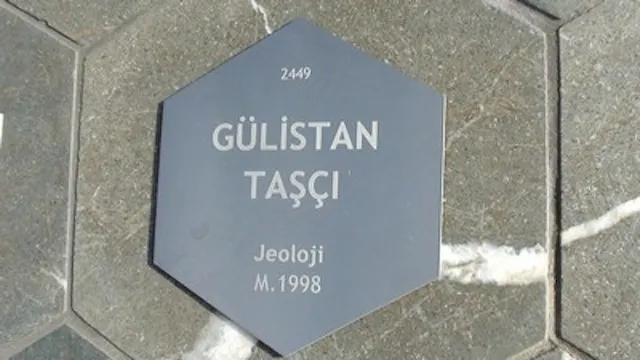 2449
GÜLİSTAN
TAŞÇI
Jeoloji
M.1998